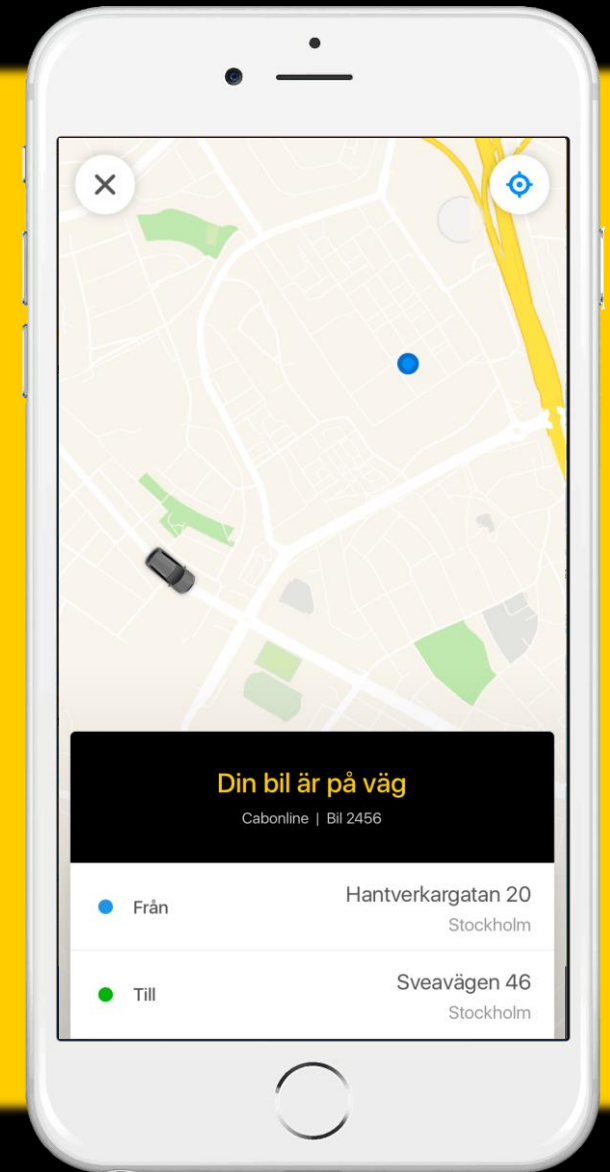 Din bil är på väg
Cabonline | Bil 2456
Från
Hantverkargatan 20
Stockholm
Till
Sveavägen 46
Stockholm